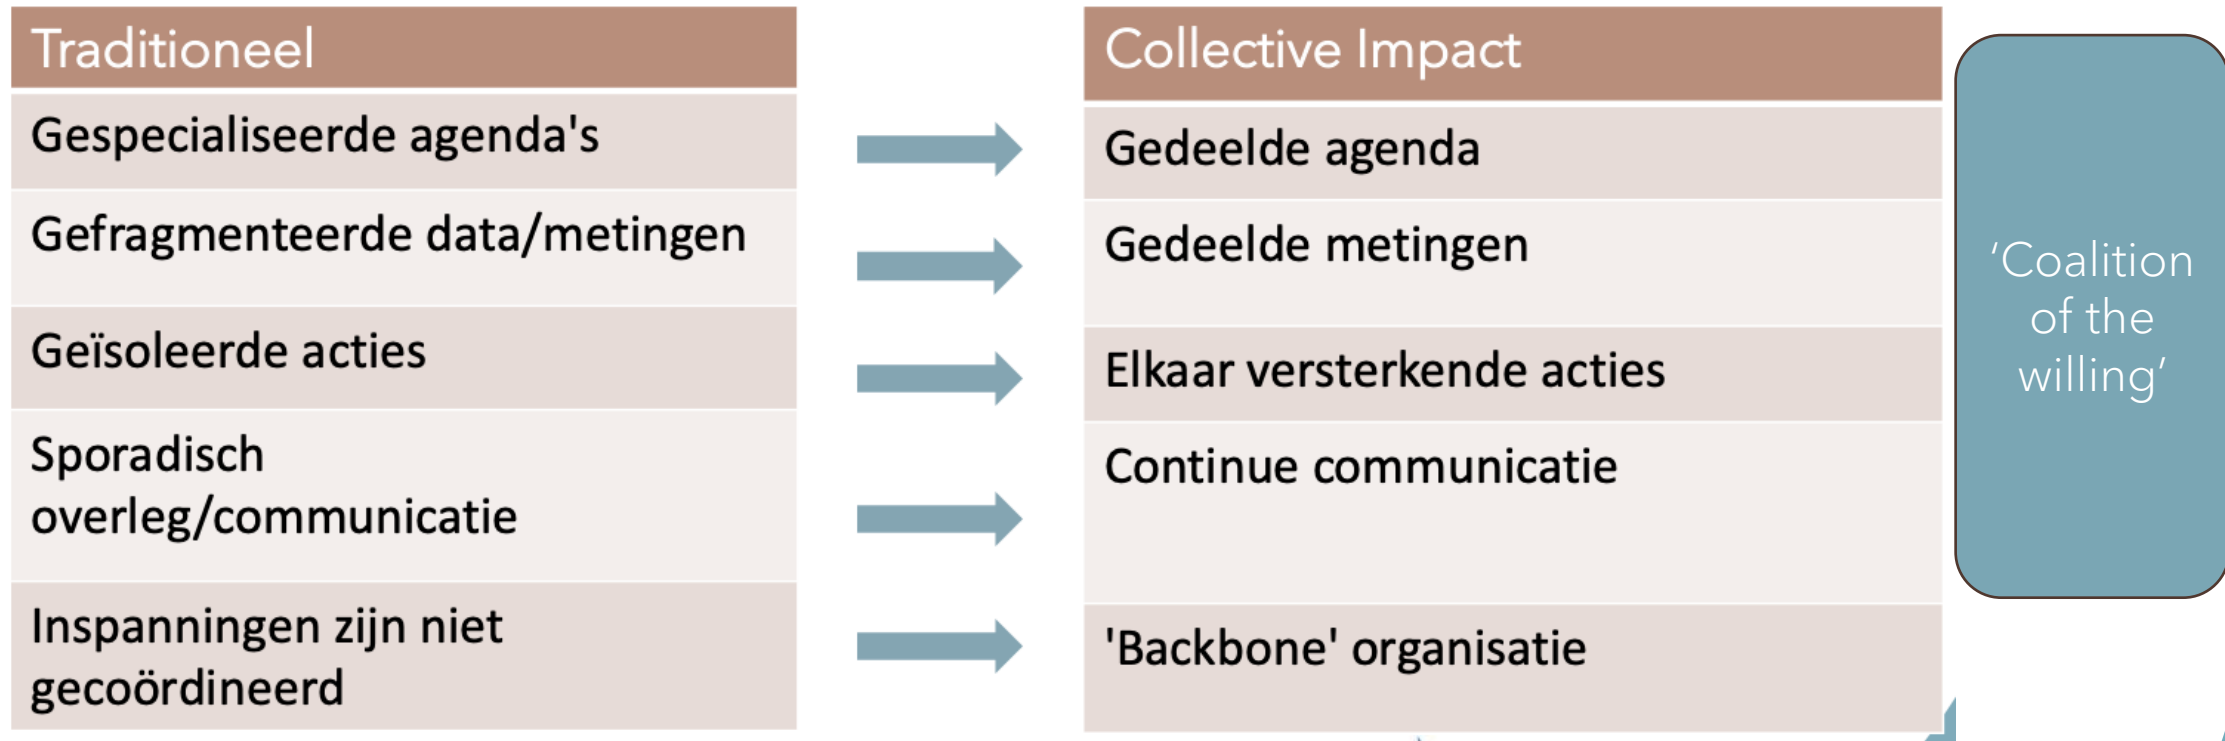 Traditioneel
Gespecialiseerde agenda's
Gefragmenteerde data/metingen
Geïsoleerde acties
Sporadisch
overleg/communicatie
Inspanningen zijn niet
gecoördineerd
Collective Impact
Gedeelde agenda
Gedeelde metingen
Elkaar versterkende acties
Continue communicatie
'Backbone' organisatie
‘Coalition
of the
willing’